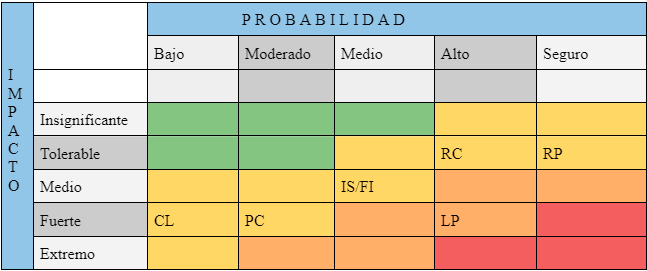 P R O B A B I L I D A D
I M P A C T O
Bajo Moderado Medio Alto Seguro
Insignificante
Tolerable RC RP
Medio IS/FI
Fuerte CL PC LP
Extremo